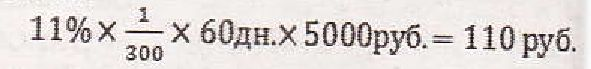 11% × 1/300 × 60дн.× 5000руб.= 110 руб.